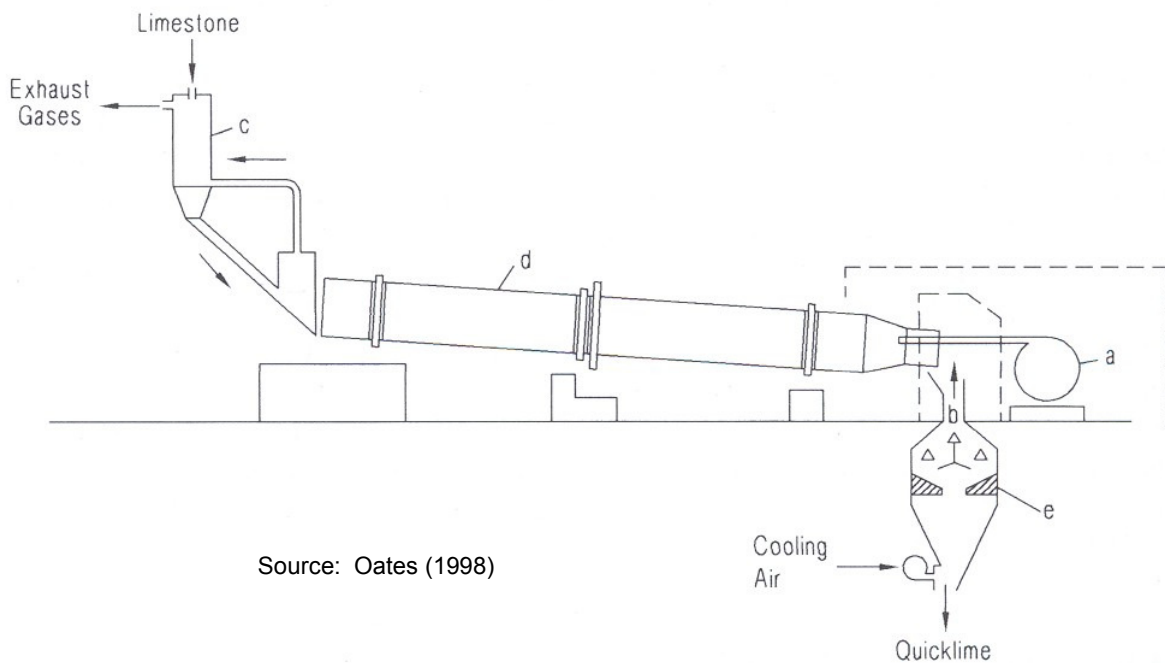 Limestone
Exhaust
Gases
c
d
a
b
e
Cooling
Air
Source: Oates (1998)
Quicklime